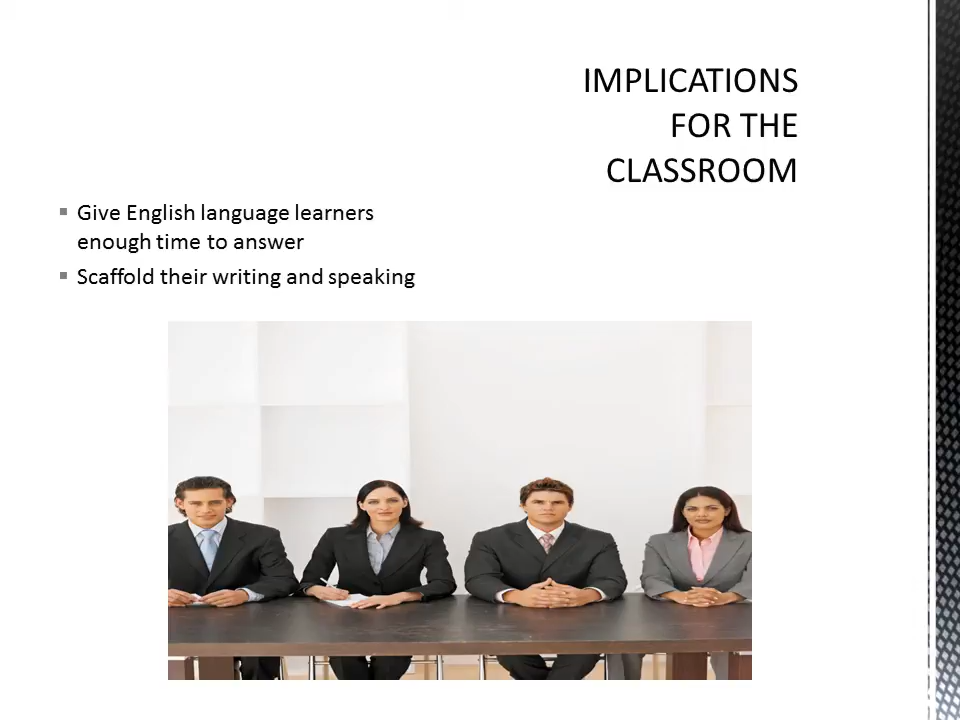 IMPLICATIONS
FOR THE
CLASSROOM
▪ Give English language learners
enough time to answer
▪ Scaffold their writing and speaking